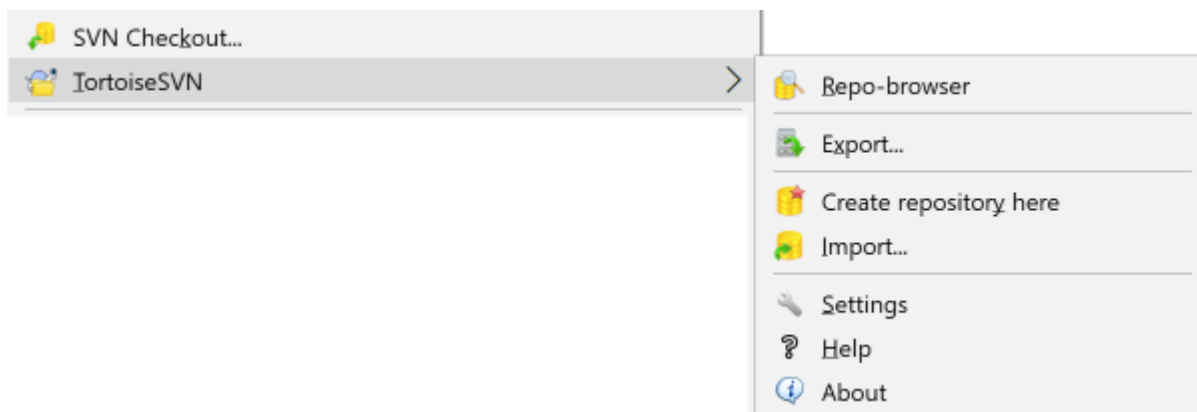 SVN Checkout...
TortoiseSVN
Repo-browser
Export...
Create repository here
Import...
Settings
Help
About